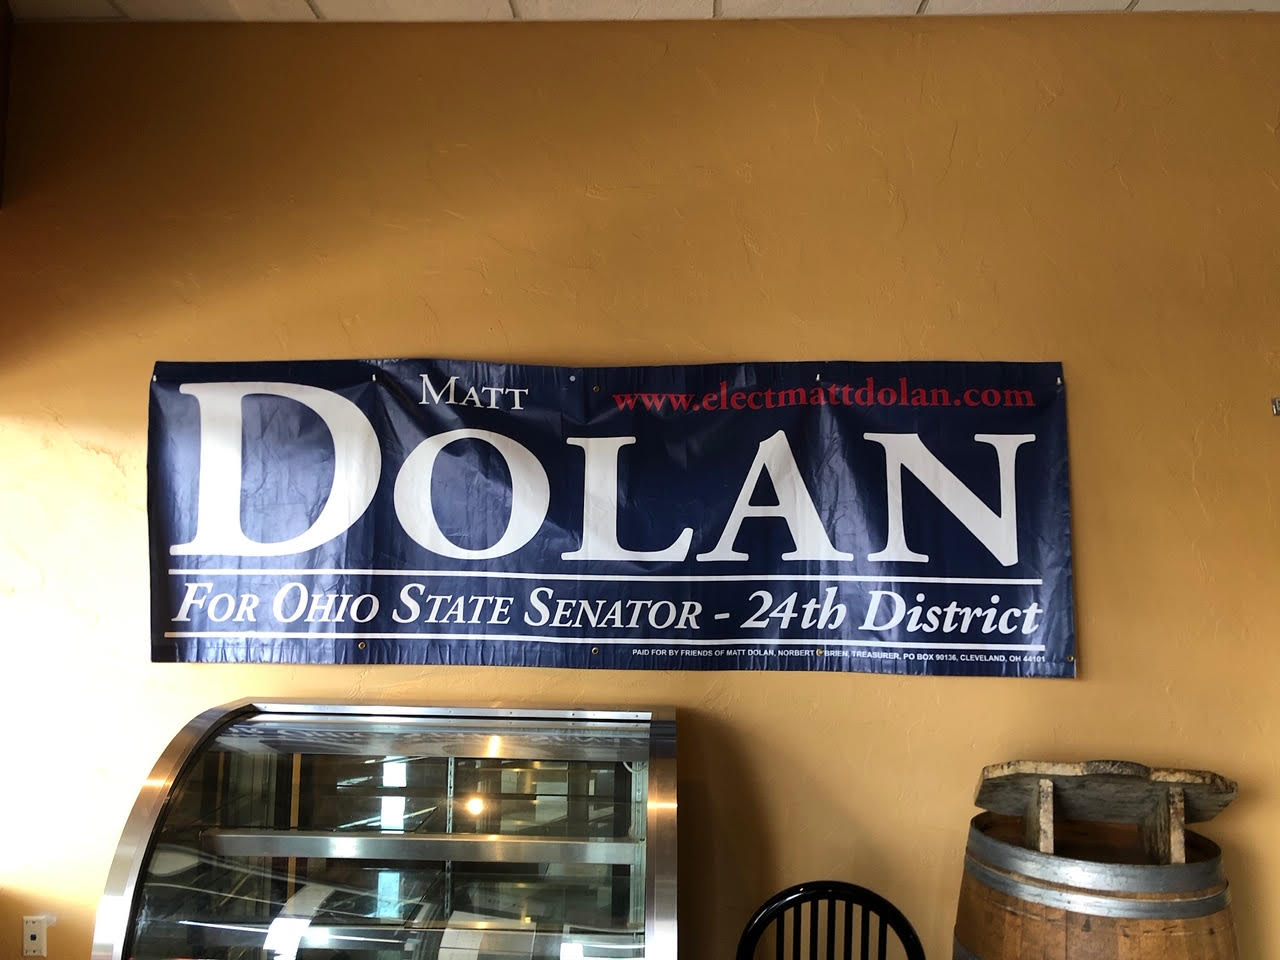 MATT
www.electmattdolan.com
DOLAN
FOR OHIO STATE SENATOR - 24th District
PAID FOR BY FRIENDS OF MATT DOLAN, NORBERT O'BRIEN, TREASURER, PO BOX 90136, CLEVELAND, OH 44101